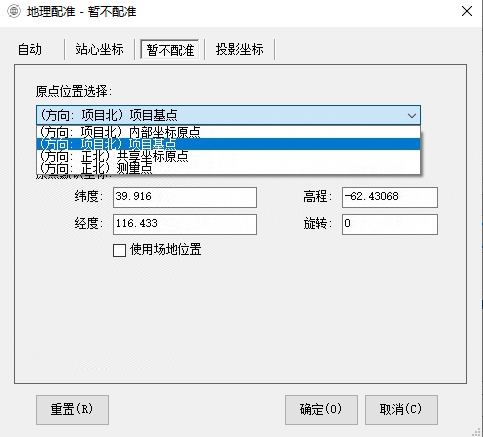 地理配准 - 暂不配准
自动 站心坐标 暂不配准 投影坐标
原点位置选择:
(方向: 项目北) 项目基点
(方向: 项目北) 内部坐标原点
(方向: 项目北) 项目基点
(方向: 正北) 共享坐标原点
(方向: 正北) 测量点
纬度: 39.916 高程: -62.43068
经度: 116.433 旋转: 0
使用场地位置
重置(R) 确定(O) 取消(C)